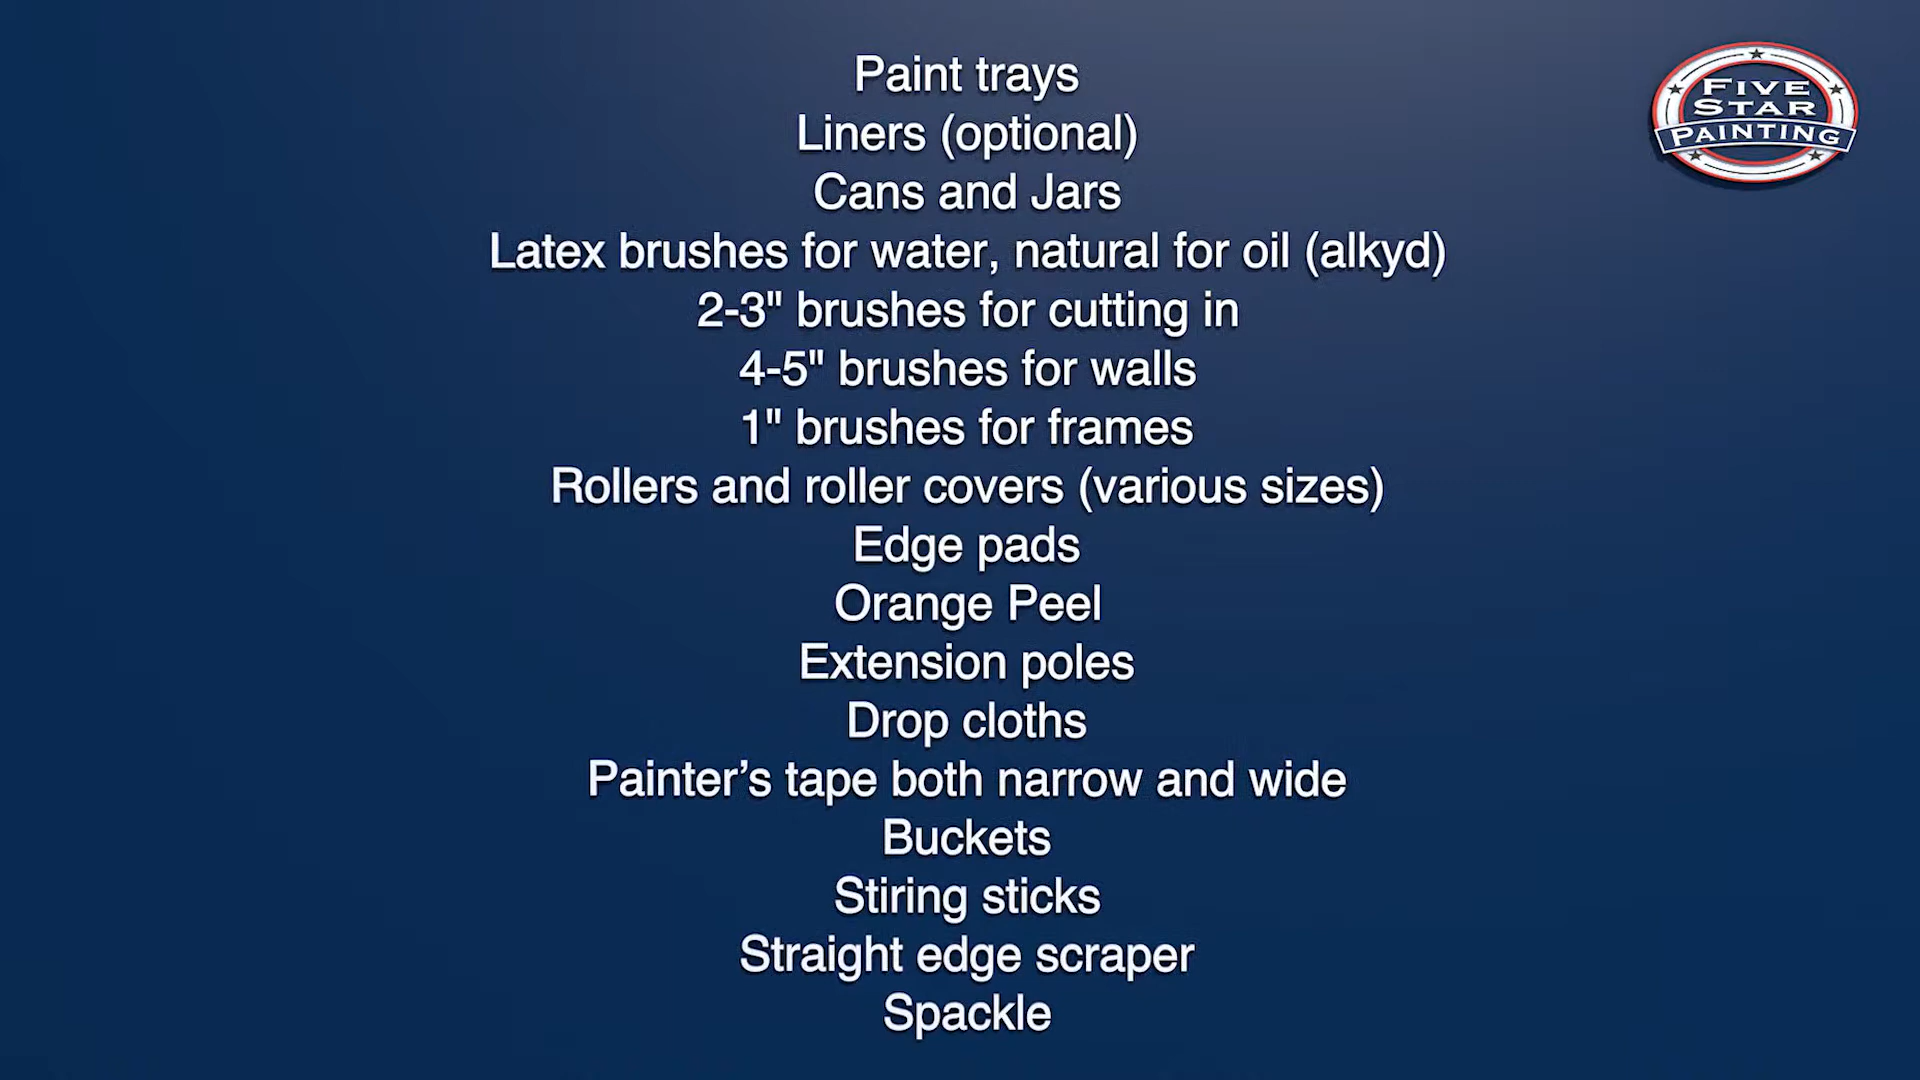 Paint trays
Liners (optional)
Cans and Jars
Latex brushes for water, natural for oil (alkyd)
2-3" brushes for cutting in
4-5" brushes for walls
1" brushes for frames
Rollers and roller covers (various sizes)
Edge pads
Orange Peel
Extension poles
Drop cloths
Painter’s tape both narrow and wide
Buckets
Stiring sticks
Straight edge scraper
Spackle
FIVE
STAR
PAINTING